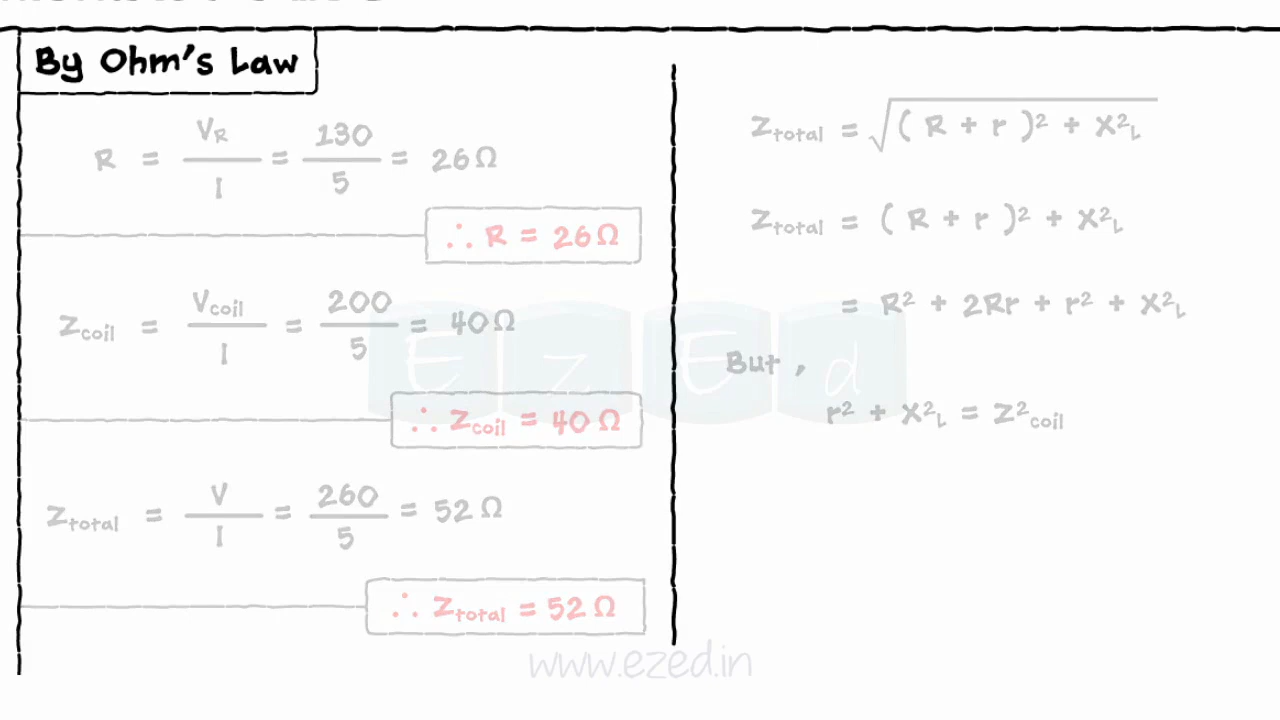 By Ohm's Law
R = V_R / I = 130 / 5 = 26 Ω
∴ R = 26 Ω
Z_coil = V_coil / I = 200 / 5 = 40 Ω
∴ Z_coil = 40 Ω
Z_total = V / I = 260 / 5 = 52 Ω
∴ Z_total = 52 Ω
Z_total = √( R + r )² + X²_L
Z_total = ( R + r )² + X²_L
= R² + 2Rr + r² + X²_L
But ,
r² + X²_L = Z²_coil
EzEd
www.ezed.in